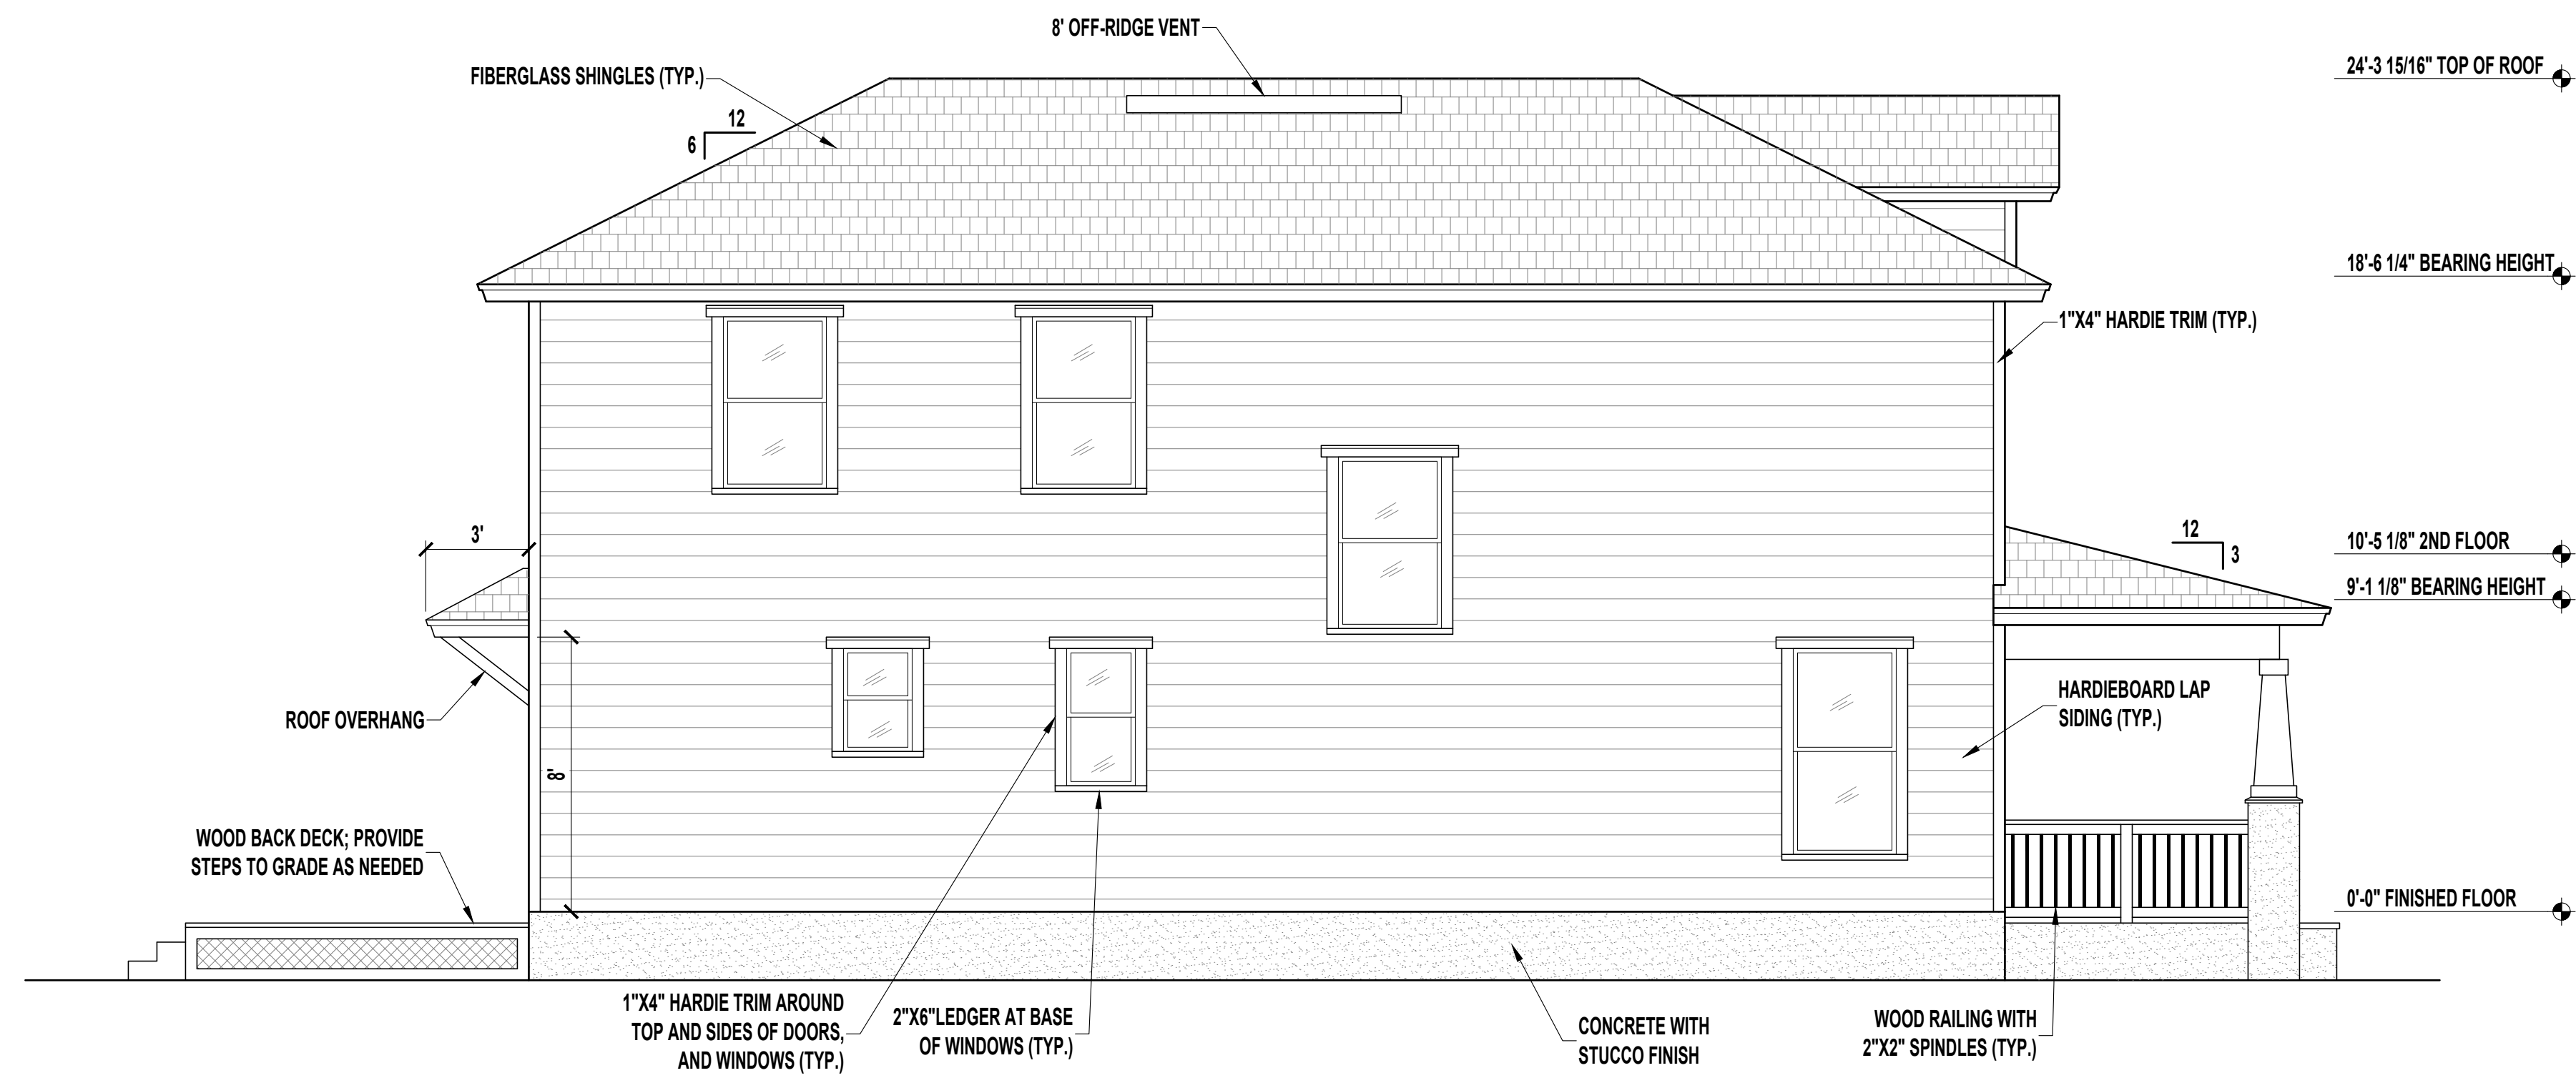 8' OFF-RIDGE VENT
FIBERGLASS SHINGLES (TYP.)
24'-3 15/16" TOP OF ROOF
12
6
18'-6 1/4" BEARING HEIGHT
1"X4" HARDIE TRIM (TYP.)
3'
12
3
10'-5 1/8" 2ND FLOOR
9'-1 1/8" BEARING HEIGHT
ROOF OVERHANG
HARDIEBOARD LAP
SIDING (TYP.)
8'
WOOD BACK DECK; PROVIDE
STEPS TO GRADE AS NEEDED
0'-0" FINISHED FLOOR
1"X4" HARDIE TRIM AROUND
TOP AND SIDES OF DOORS,
AND WINDOWS (TYP.)
2"X6"LEDGER AT BASE
OF WINDOWS (TYP.)
CONCRETE WITH
STUCCO FINISH
WOOD RAILING WITH
2"X2" SPINDLES (TYP.)